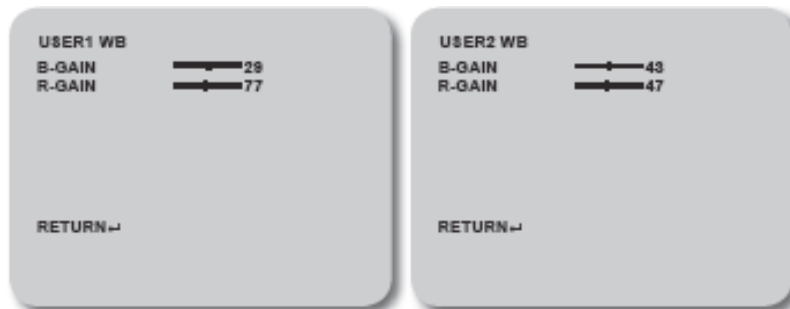 USER1 WB
B-GAIN 29
R-GAIN 77
RETURN↵
USER2 WB
B-GAIN 43
R-GAIN 47
RETURN↵